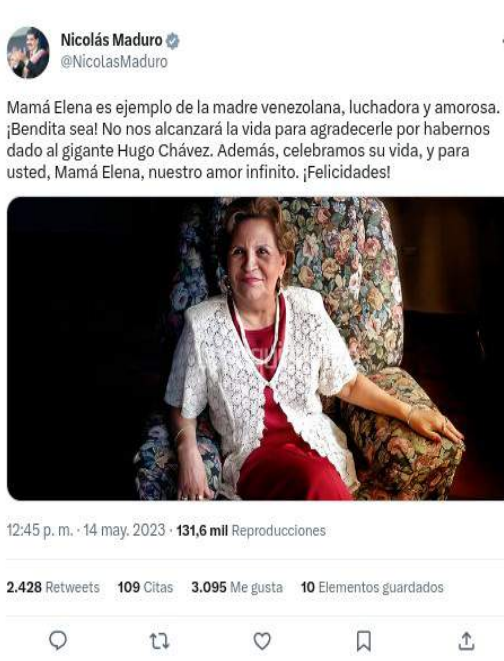 Nicolás Maduro
@NicolasMaduro
Mamá Elena es ejemplo de la madre venezolana, luchadora y amorosa.
¡Bendita sea! No nos alcanzará la vida para agradecerle por habernos
dado al gigante Hugo Chávez. Además, celebramos su vida, y para
usted, Mamá Elena, nuestro amor infinito. ¡Felicidades!
12:45 p. m. · 14 may. 2023 · 131,6 mil Reproducciones
2.428 Retweets 109 Citas 3.095 Me gusta 10 Elementos guardados